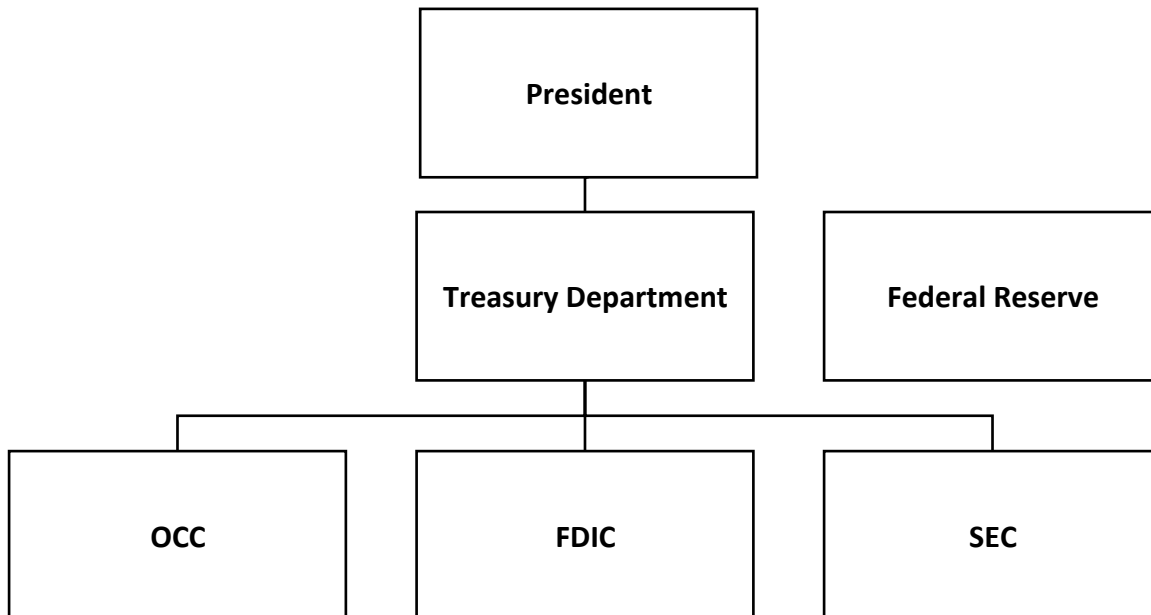 President
Treasury Department
Federal Reserve
OCC
FDIC
SEC